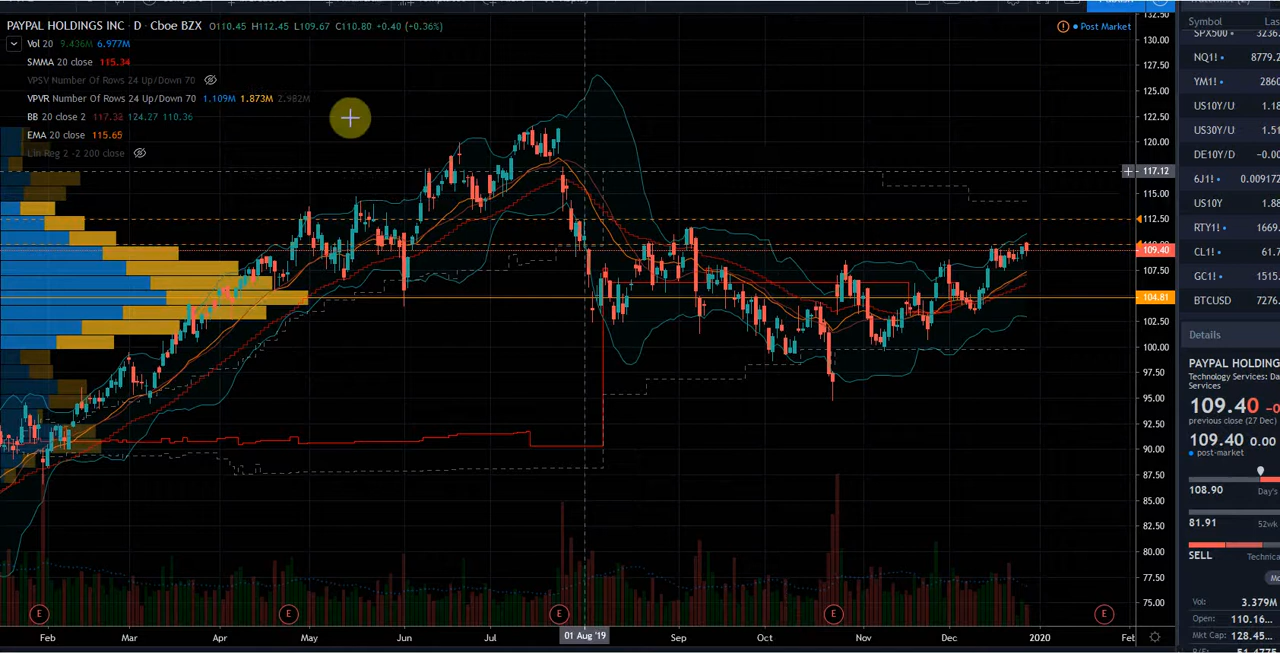 PAYPAL HOLDINGS INC · D · Cboe BZX O110.45 H112.45 L109.67 C110.80 +0.40 (+0.36%)
Post Market
Vol 20 9.436M 6.977M
SMMA 20 close 115.34
VPSV Number Of Rows 24 Up/Down 70
VPVR Number Of Rows 24 Up/Down 70 1.109M 1.873M 2.982M
BB 20 close 2 117.32 124.27 110.36
EMA 20 close 115.65
Lin Reg 2 -2 200 close
132.50
130.00
127.50
125.00
122.50
120.00
117.12
115.00
112.50
109.40
107.50
104.81
102.50
100.00
97.50
95.00
92.50
90.00
87.50
85.00
82.50
80.00
77.50
75.00
E E E E E
Feb Mar Apr May Jun Jul 01 Aug '19 Sep Oct Nov Dec 2020 Feb
Symbol Las
SPX500 3236.
NQ1! 8779.2
YM1! 2860
US10Y/U 1.18
US30Y/U 1.51
DE10Y/D -0.00
6J1! 0.009172
US10Y 1.88
RTY1! 1669.
CL1! 61.7
GC1! 1515.
BTCUSD 7276.
Details
PAYPAL HOLDING
Technology Services: Da
Services
109.40 -0
previous close (27 Dec)
109.40 0.00
post-market
108.90 Day's
81.91 52wk
SELL Technica
Mo
Vol: 3.379M
Open: 110.16...
Mkt Cap: 128.45...